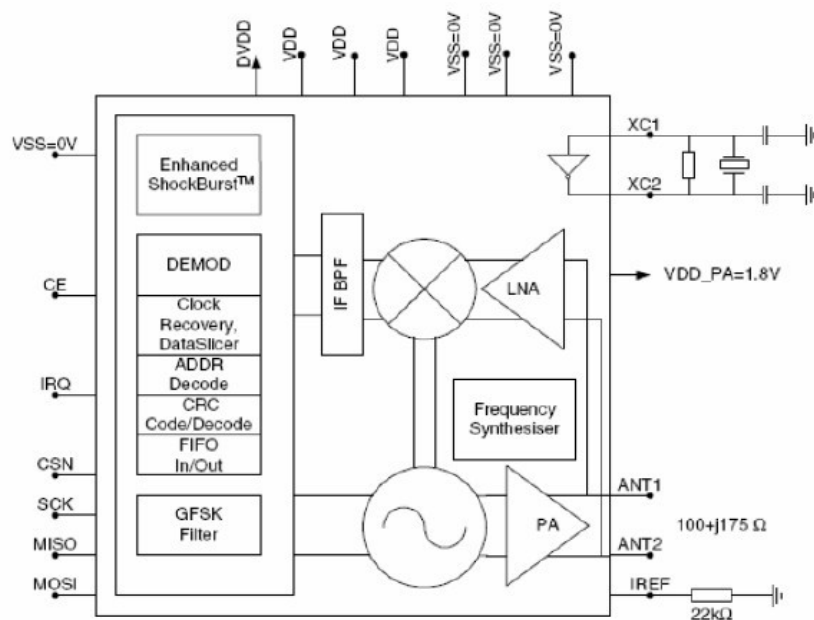 DVDD
VDD
VDD
VDD
VSS=0V
VSS=0V
VSS=0V
VSS=0V
XC1
XC2
Enhanced
ShockBurst™
DEMOD
IF BPF
LNA
VDD_PA=1.8V
CE
Clock
Recovery,
DataSlicer
ADDR
Decode
IRQ
CRC
Code/Decode
Frequency
Synthesiser
FIFO
In/Out
CSN
SCK
GFSK
Filter
PA
ANT1
100+j175 Ω
ANT2
MISO
MOSI
IREF
22kΩ